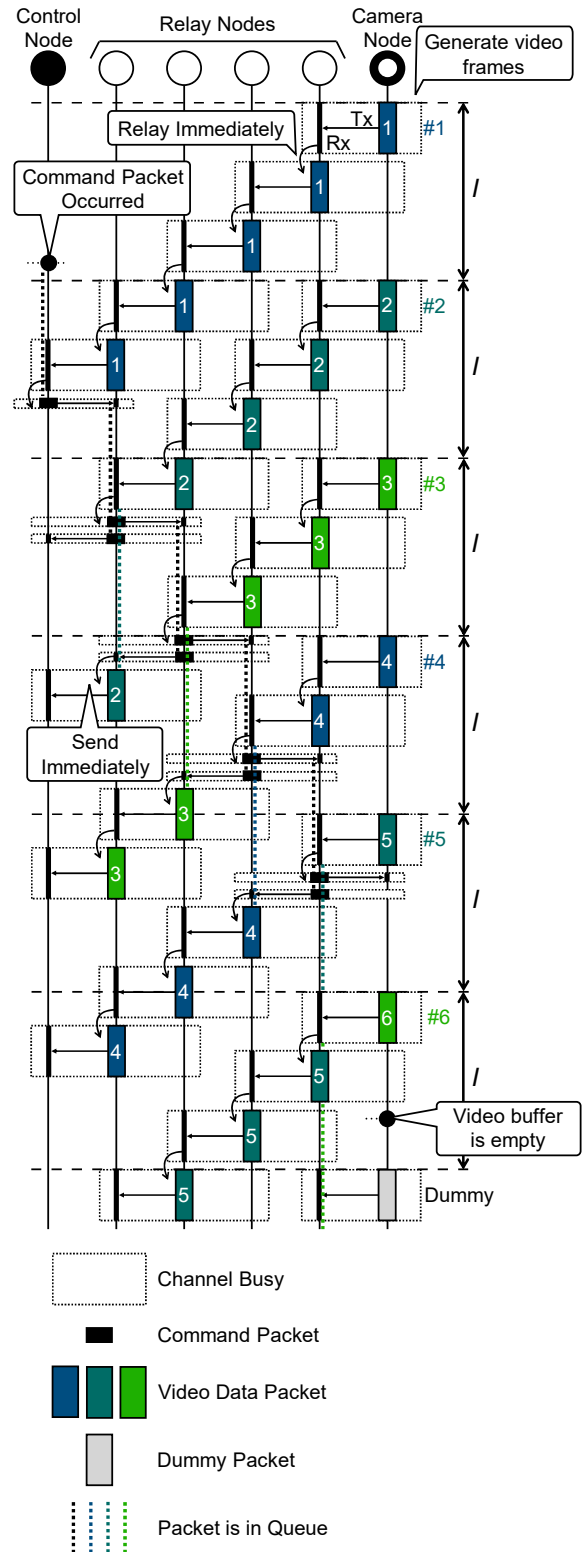 Control
Node
Relay Nodes
Camera
Node
Generate video
frames
Relay Immediately
Tx
Rx
1
#1
I
Command Packet
Occurred
1
1
1
2
#2
I
1
2
2
2
3
#3
I
3
3
4
#4
I
2
4
Send
Immediately
3
5
#5
I
3
4
4
6
#6
I
4
5
5
Video buffer
is empty
5
Dummy
Channel Busy
Command Packet
Video Data Packet
Dummy Packet
Packet is in Queue